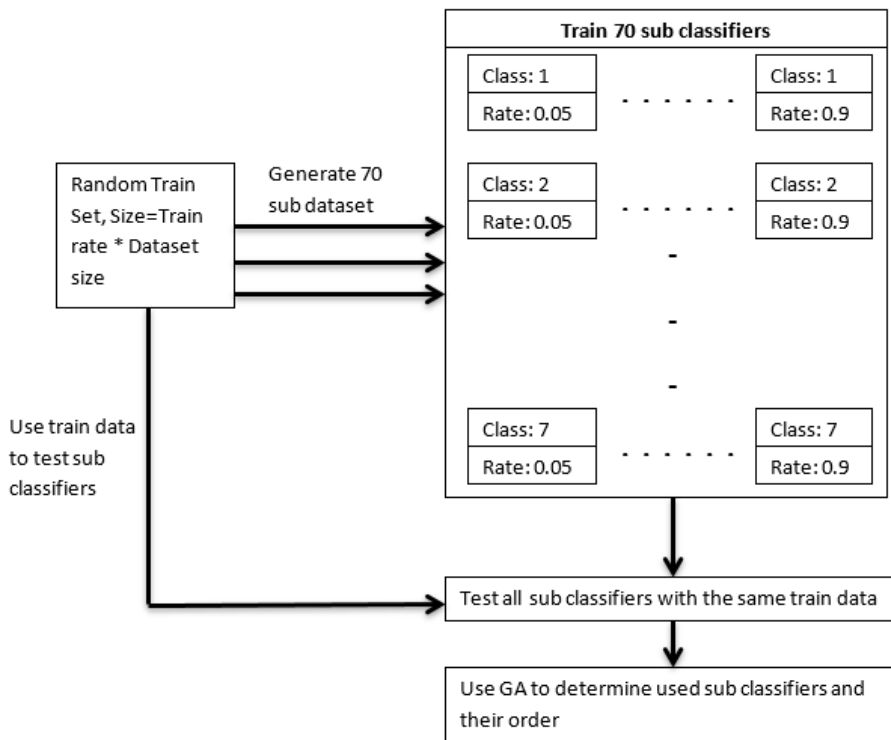 Train 70 sub classifiers
Class: 1
Rate: 0.05
. . . . . .
Class: 1
Rate: 0.9
Class: 2
Rate: 0.05
. . . . . .
Class: 2
Rate: 0.9
-
-
-
Class: 7
Rate: 0.05
. . . . . .
Class: 7
Rate: 0.9
Random Train
Set, Size=Train
rate * Dataset
size
Generate 70
sub dataset
Use train data
to test sub
classifiers
Test all sub classifiers with the same train data
Use GA to determine used sub classifiers and
their order